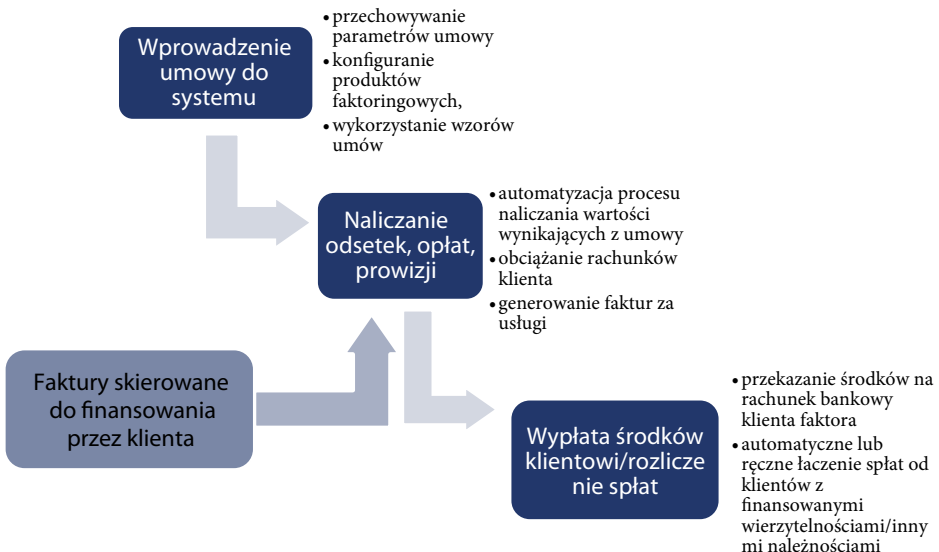 Wprowadzenie
umowy do
systemu
• przechowywanie
parametrów umowy
• konfiguranie
produktów
faktoringowych,
• wykorzystanie wzorów
umów
Naliczanie
odsetek, opłat,
prowizji
• automatyzacja procesu
naliczania wartości
wynikających z umowy
• obciążanie rachunków
klienta
• generowanie faktur za
usługi
Faktury skierowane
do finansowania
przez klienta
Wypłata środków
klientowi/rozlicze
nie spłat
• przekazanie środków na
rachunek bankowy
klienta faktora
• automatyczne lub
ręczne łaczenie spłat od
klientów z
finansowanymi
wierzytelnościami/inny
mi należnościami